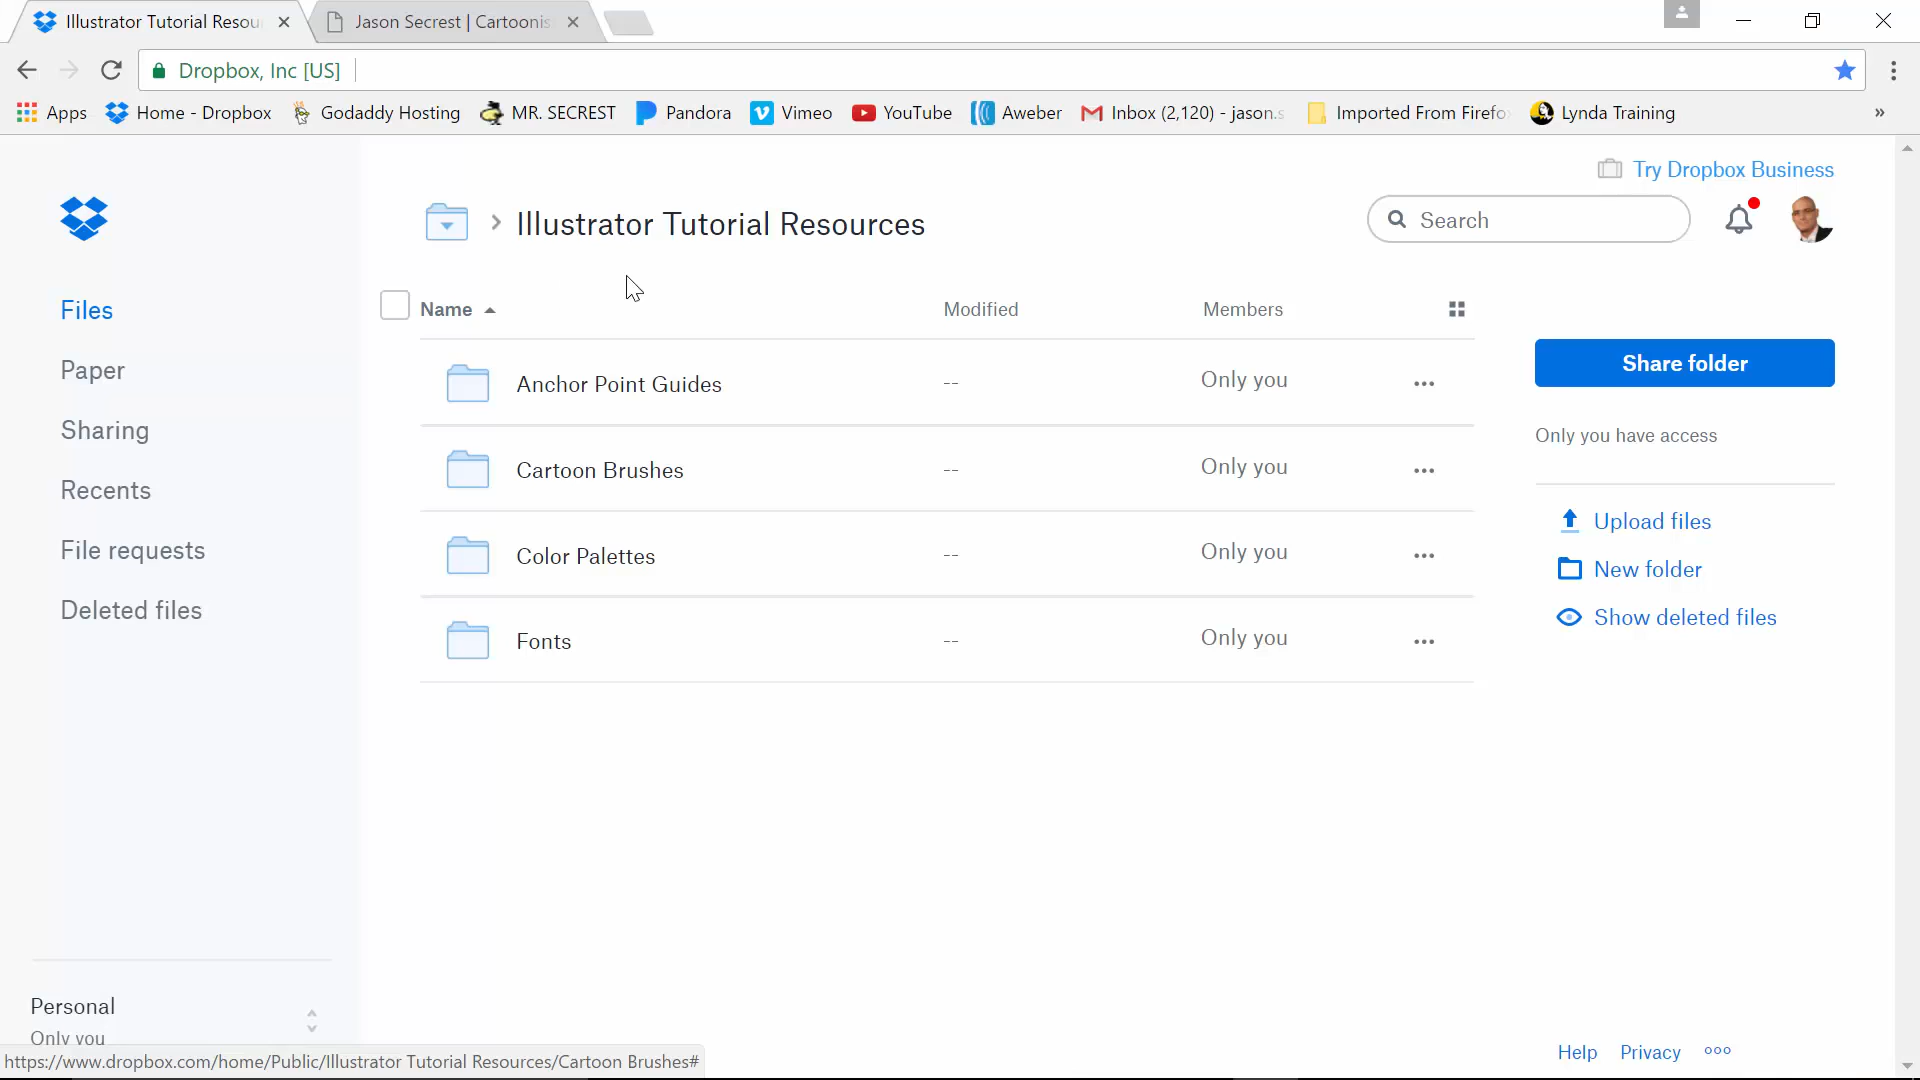 Illustrator Tutorial Resou
Jason Secrest | Cartoonis
Dropbox, Inc [US]
Apps
Home - Dropbox
Godaddy Hosting
MR. SECREST
Pandora
Vimeo
YouTube
Aweber
Inbox (2,120) - jason.s
Imported From Firefo
Lynda Training
»
Try Dropbox Business
Illustrator Tutorial Resources
Search
Files
Paper
Sharing
Recents
File requests
Deleted files
Name
Modified
Members
Anchor Point Guides
--
Only you
Cartoon Brushes
--
Only you
Color Palettes
--
Only you
Fonts
--
Only you
Share folder
Only you have access
Upload files
New folder
Show deleted files
Personal
Only you
Help
Privacy
https://www.dropbox.com/home/Public/Illustrator Tutorial Resources/Cartoon Brushes#